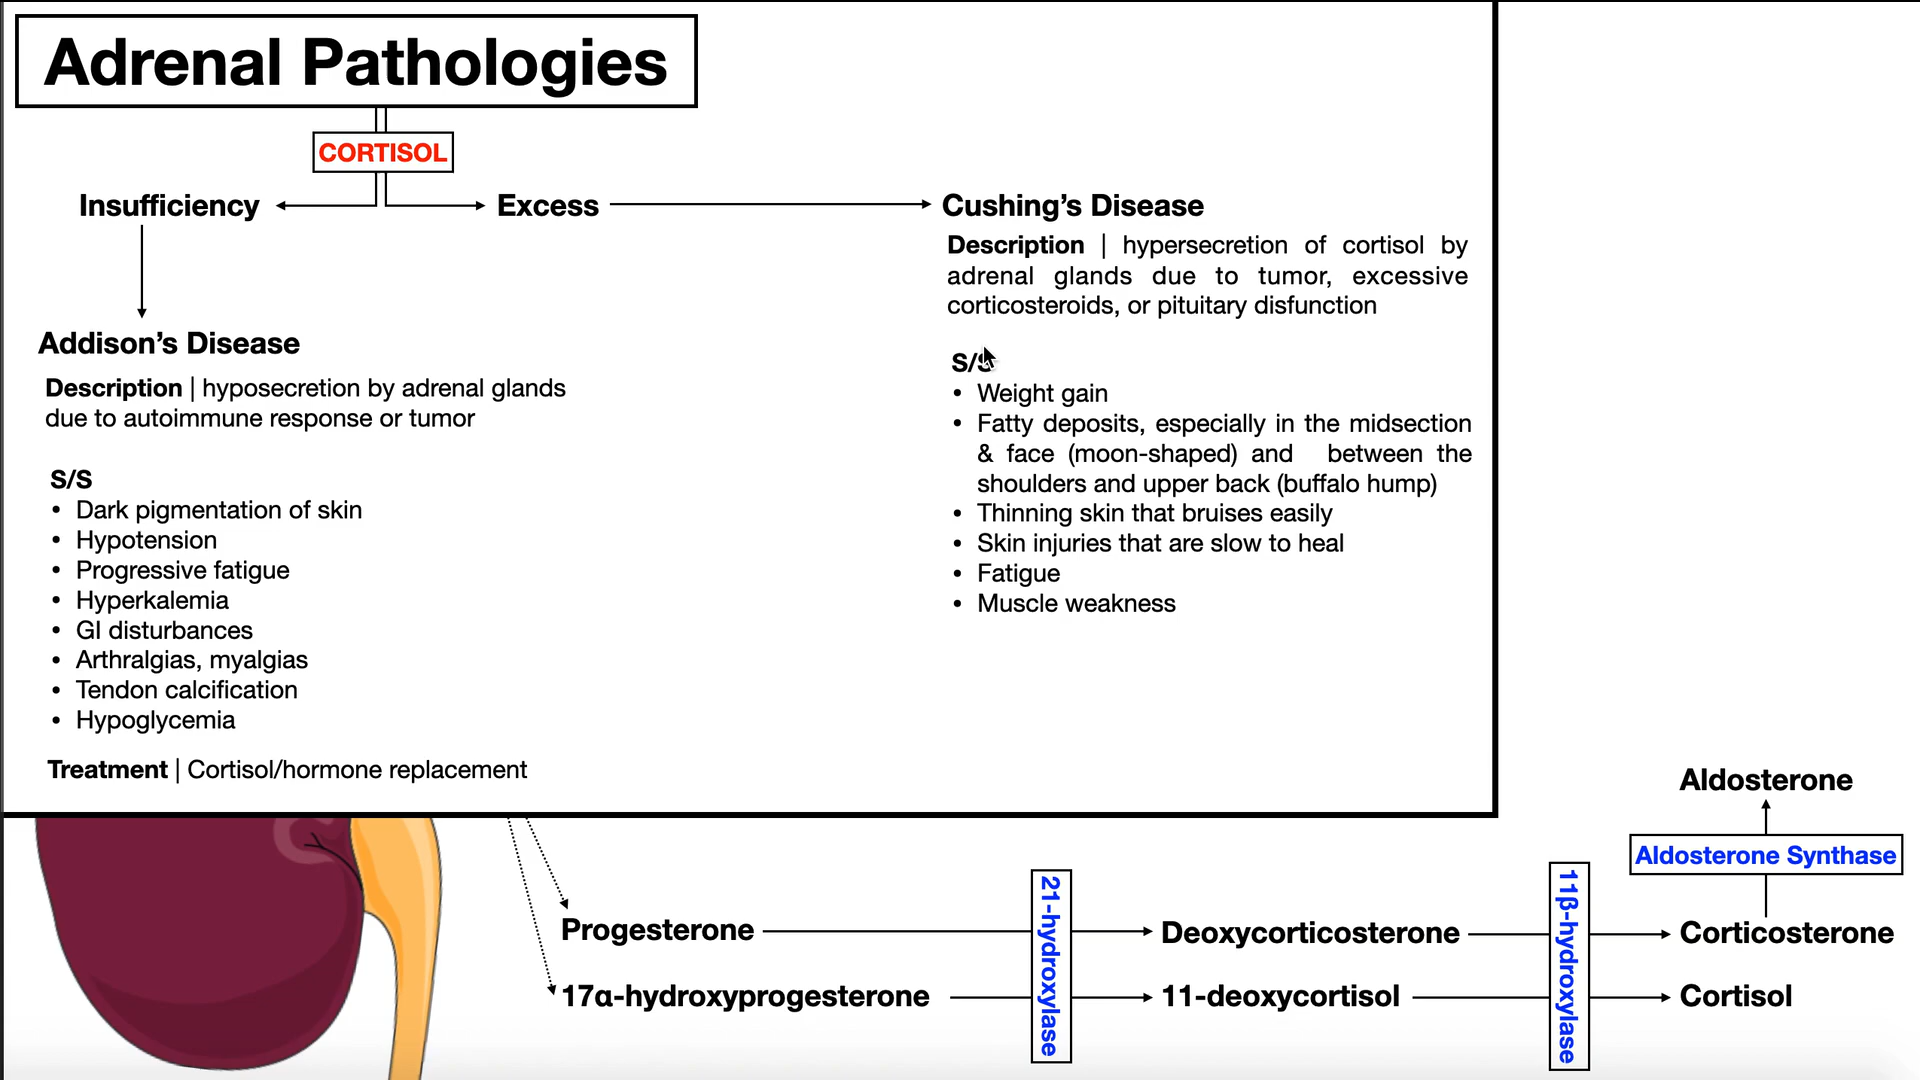 Adrenal Pathologies
CORTISOL
Insufficiency
Excess
Cushing’s Disease
Description | hypersecretion of cortisol by
adrenal glands due to tumor, excessive
corticosteroids, or pituitary disfunction
S/S
• Weight gain
• Fatty deposits, especially in the midsection
& face (moon-shaped) and between the
shoulders and upper back (buffalo hump)
• Thinning skin that bruises easily
• Skin injuries that are slow to heal
• Fatigue
• Muscle weakness
Addison’s Disease
Description | hyposecretion by adrenal glands
due to autoimmune response or tumor
S/S
• Dark pigmentation of skin
• Hypotension
• Progressive fatigue
• Hyperkalemia
• GI disturbances
• Arthralgias, myalgias
• Tendon calcification
• Hypoglycemia
Treatment | Cortisol/hormone replacement
Aldosterone
Aldosterone Synthase
Progesterone
21-hydroxylase
Deoxycorticosterone
11β-hydroxylase
Corticosterone
17α-hydroxyprogesterone
11-deoxycortisol
Cortisol